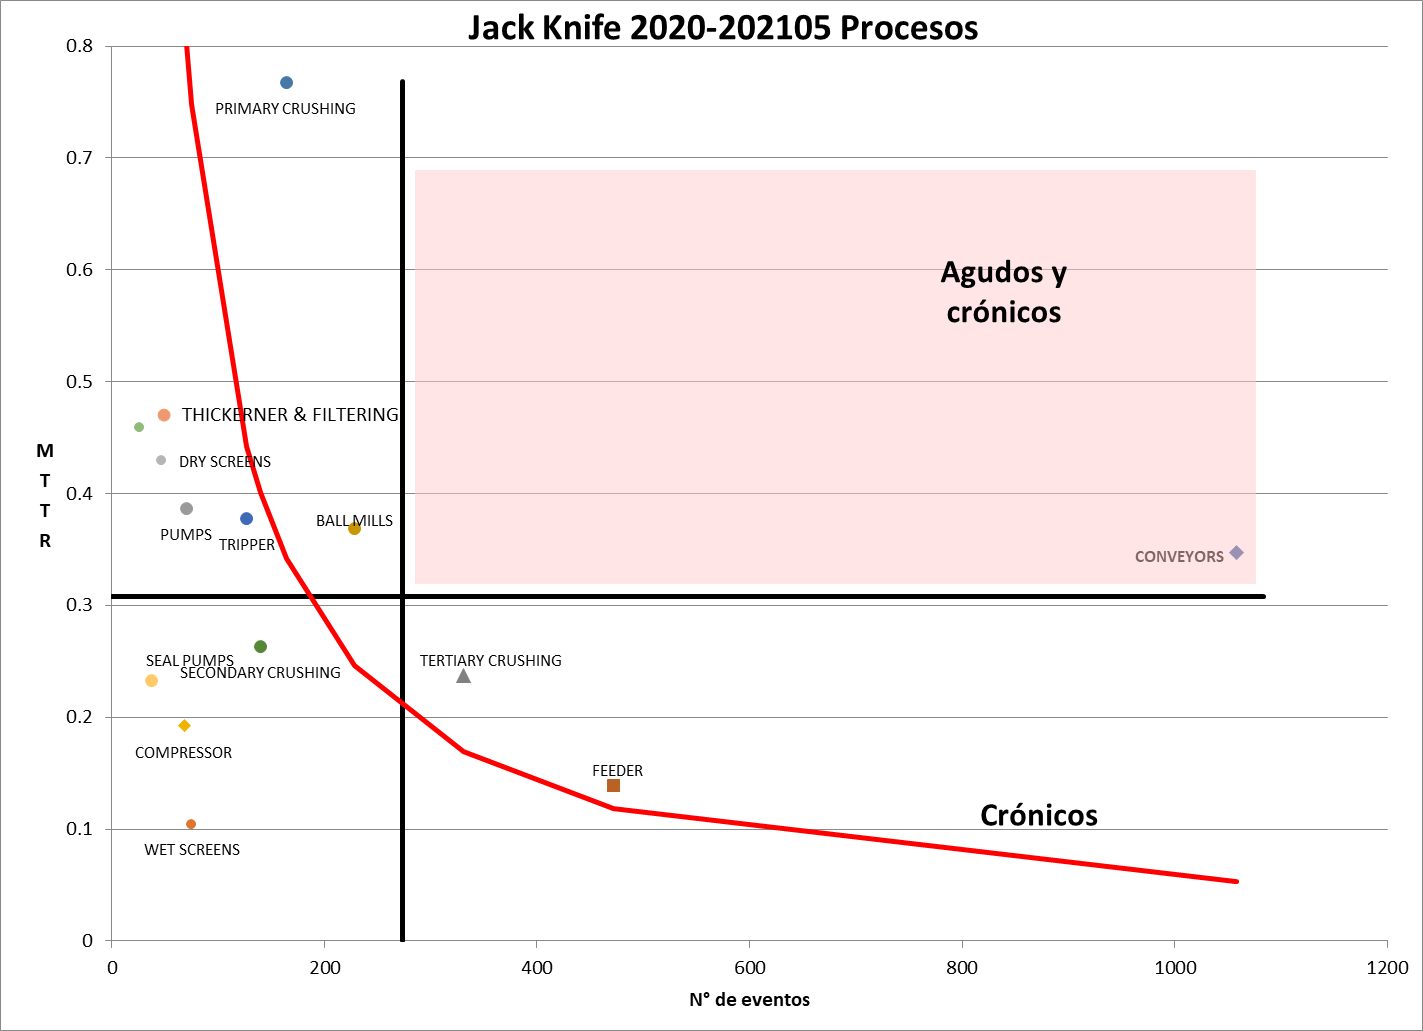 Jack Knife 2020-202105 Procesos
0.8
PRIMARY CRUSHING
0.7
Agudos y
crónicos
0.6
0.5
THICKERNER & FILTERING
M
T
T
R
DRY SCREENS
0.4
BALL MILLS
PUMPS
TRIPPER
CONVEYORS
0.3
SEAL PUMPS
SECONDARY CRUSHING
TERTIARY CRUSHING
0.2
COMPRESSOR
FEEDER
Crónicos
0.1
WET SCREENS
0
0 200 400 600 800 1000 1200
N° de eventos